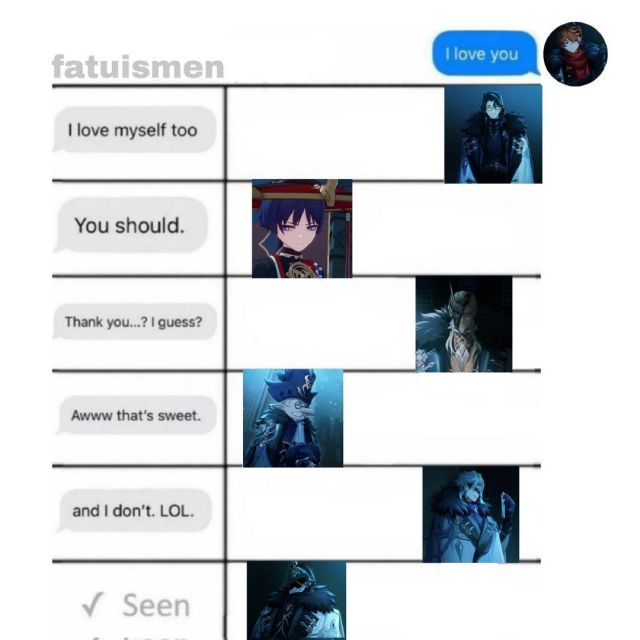 fatuismen
I love you
I love myself too
You should.
Thank you...? I guess?
Awww that's sweet.
and I don't. LOL.
✓ Seen